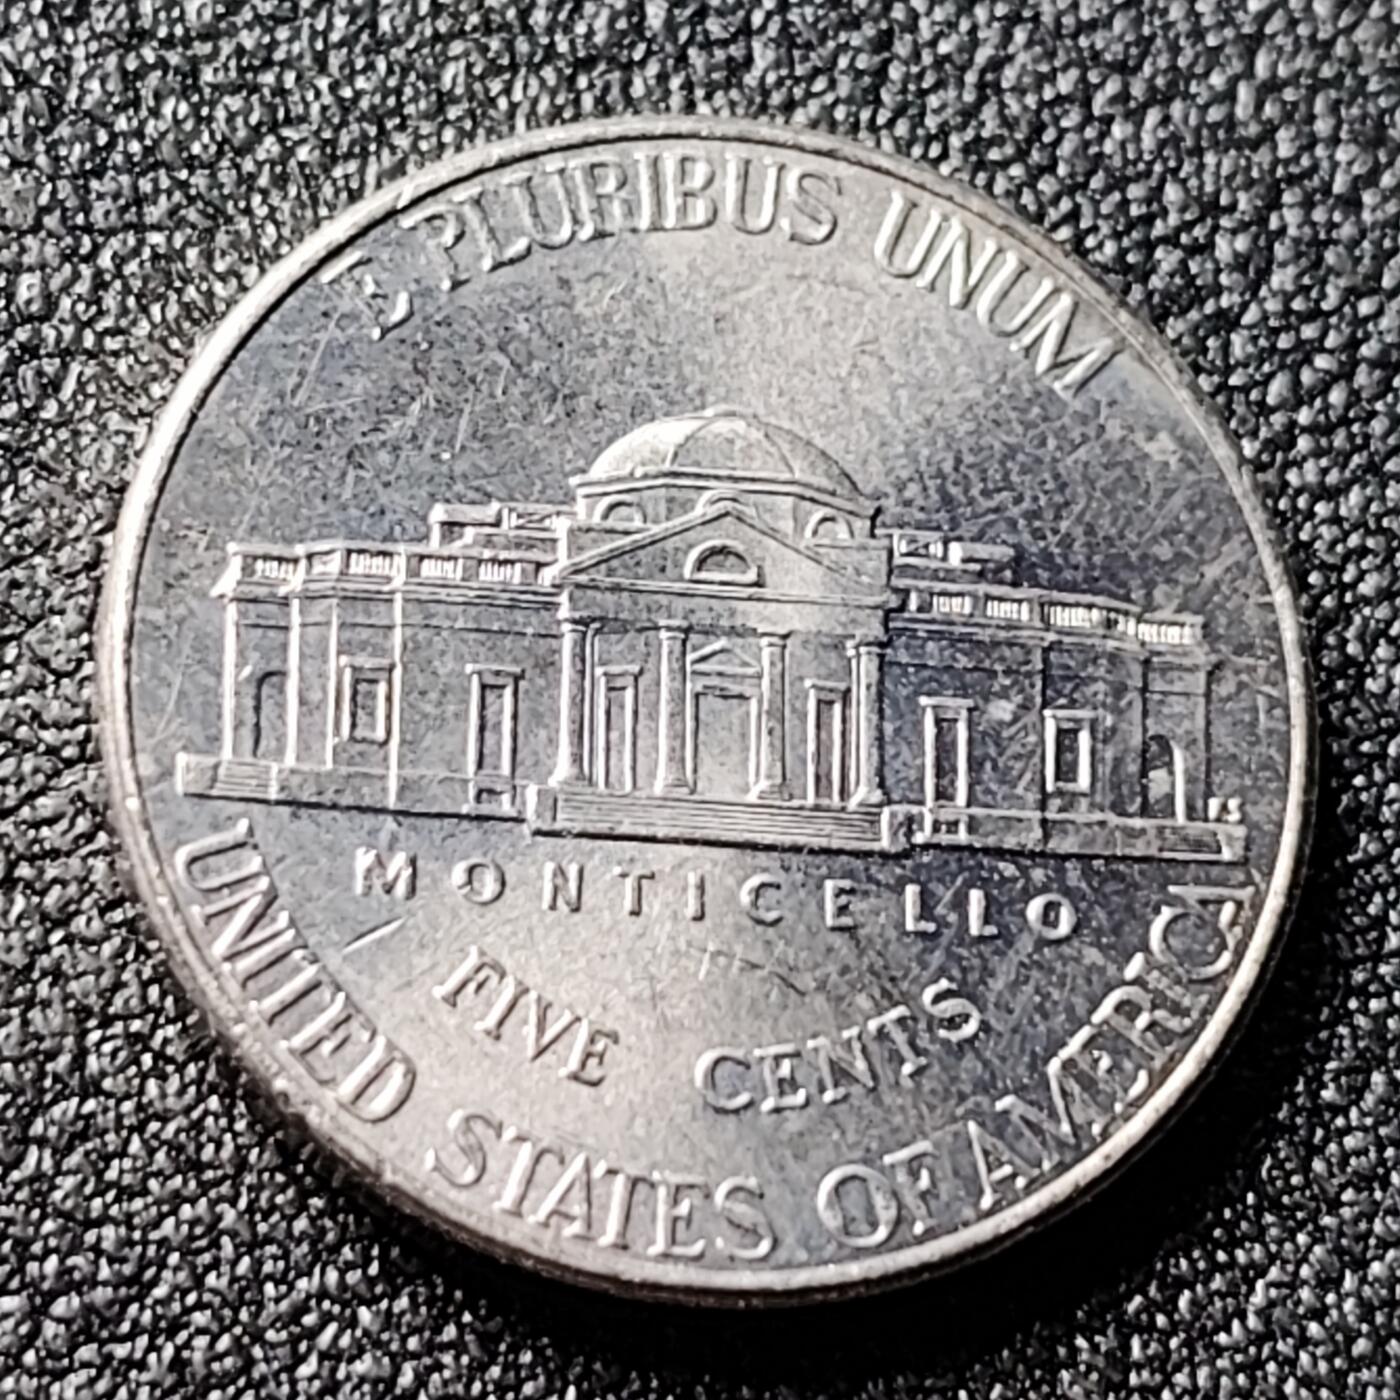 E PLURIBUS UNUM
MONTICELLO
FIVE CENTS
UNITED STATES OF AMERICA